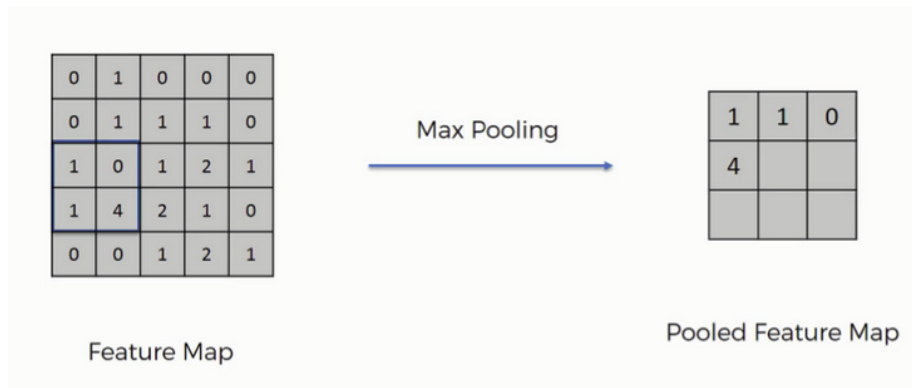 0 1 0 0 0
0 1 1 1 0
1 0 1 2 1
1 4 2 1 0
0 0 1 2 1
Feature Map
Max Pooling
1 1 0
4
Pooled Feature Map